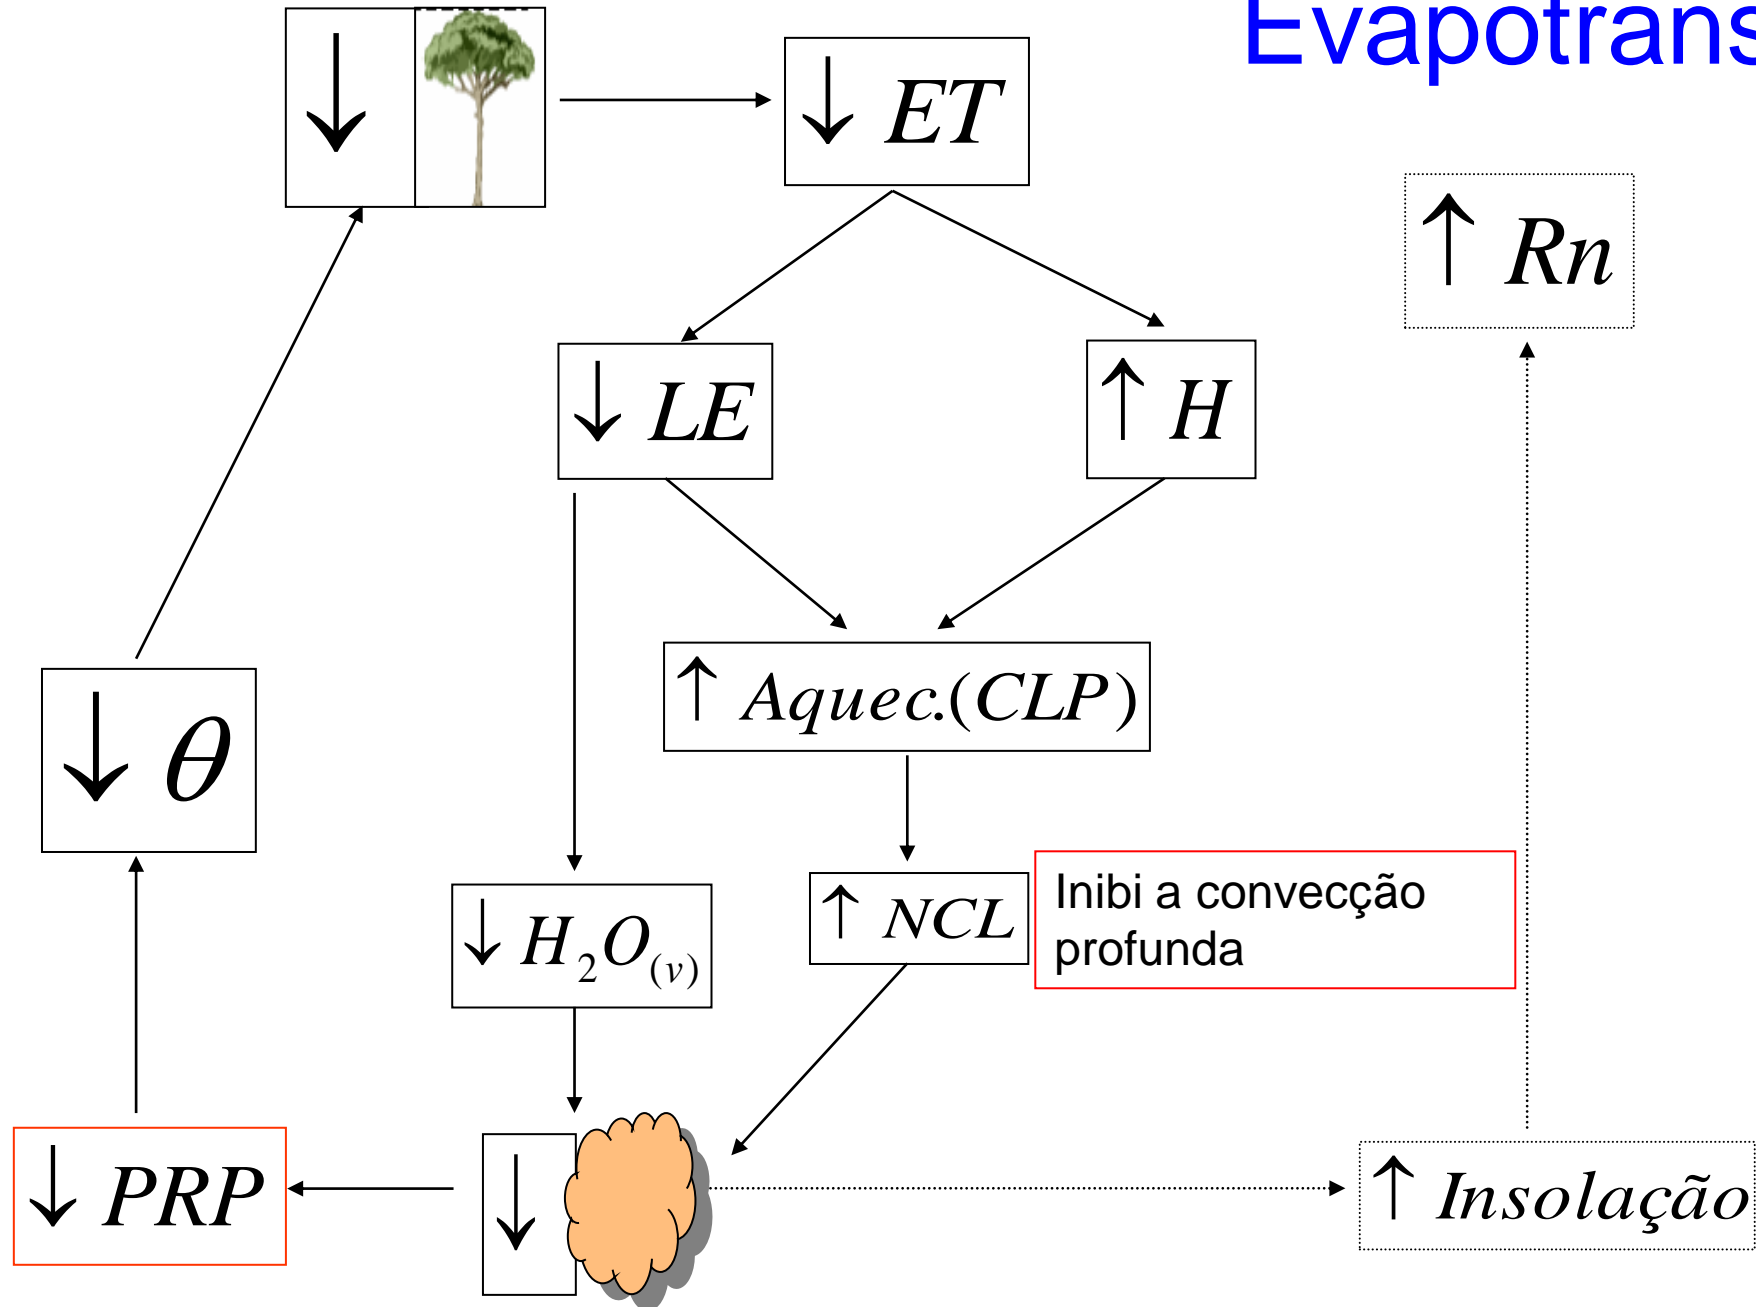 Evapotrans
↓
↓ ET
↑ Rn
↓ LE
↑ H
↑ Aquec.(CLP)
↓ θ
↓ H₂O₍ᵥ₎
↑ NCL
Inibi a convecção
profunda
↓ PRP
↓
↑ Insolação